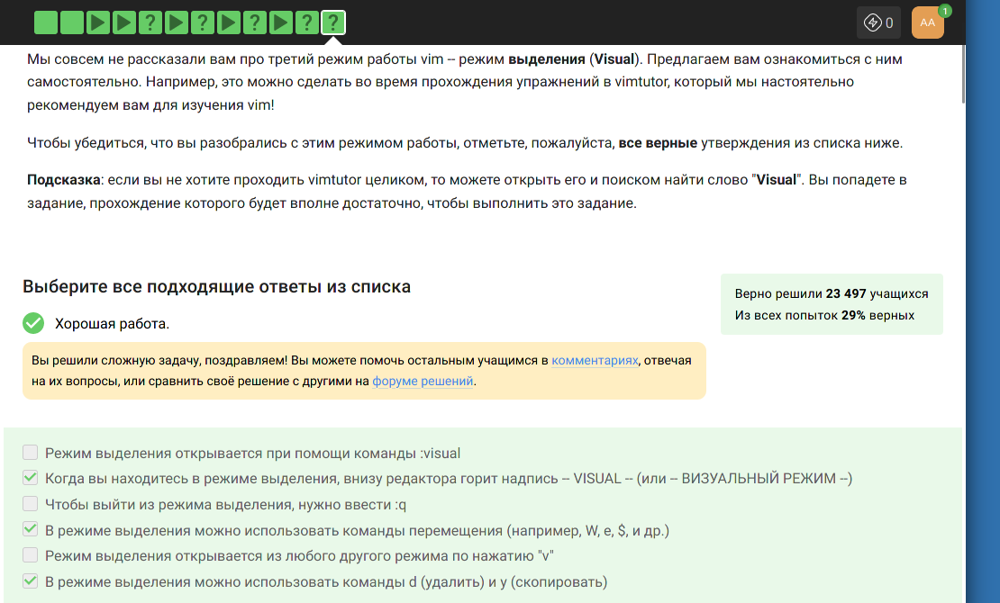 ? ? ? ? ?
0
AA
1
Мы совсем не рассказали вам про третий режим работы vim -- режим выделения (Visual). Предлагаем вам ознакомиться с ним
самостоятельно. Например, это можно сделать во время прохождения упражнений в vimtutor, который мы настоятельно
рекомендуем вам для изучения vim!
Чтобы убедиться, что вы разобрались с этим режимом работы, отметьте, пожалуйста, все верные утверждения из списка ниже.
Подсказка: если вы не хотите проходить vimtutor целиком, то можете открыть его и поиском найти слово "Visual". Вы попадете в
задание, прохождение которого будет вполне достаточно, чтобы выполнить это задание.
Выберите все подходящие ответы из списка
Верно решили 23 497 учащихся
Из всех попыток 29% верных
Хорошая работа.
Вы решили сложную задачу, поздравляем! Вы можете помочь остальным учащимся в комментариях, отвечая
на их вопросы, или сравнить своё решение с другими на форуме решений.
Режим выделения открывается при помощи команды :visual
Когда вы находитесь в режиме выделения, внизу редактора горит надпись -- VISUAL -- (или -- ВИЗУАЛЬНЫЙ РЕЖИМ --)
Чтобы выйти из режима выделения, нужно ввести :q
В режиме выделения можно использовать команды перемещения (например, W, e, $, и др.)
Режим выделения открывается из любого другого режима по нажатию "v"
В режиме выделения можно использовать команды d (удалить) и y (скопировать)